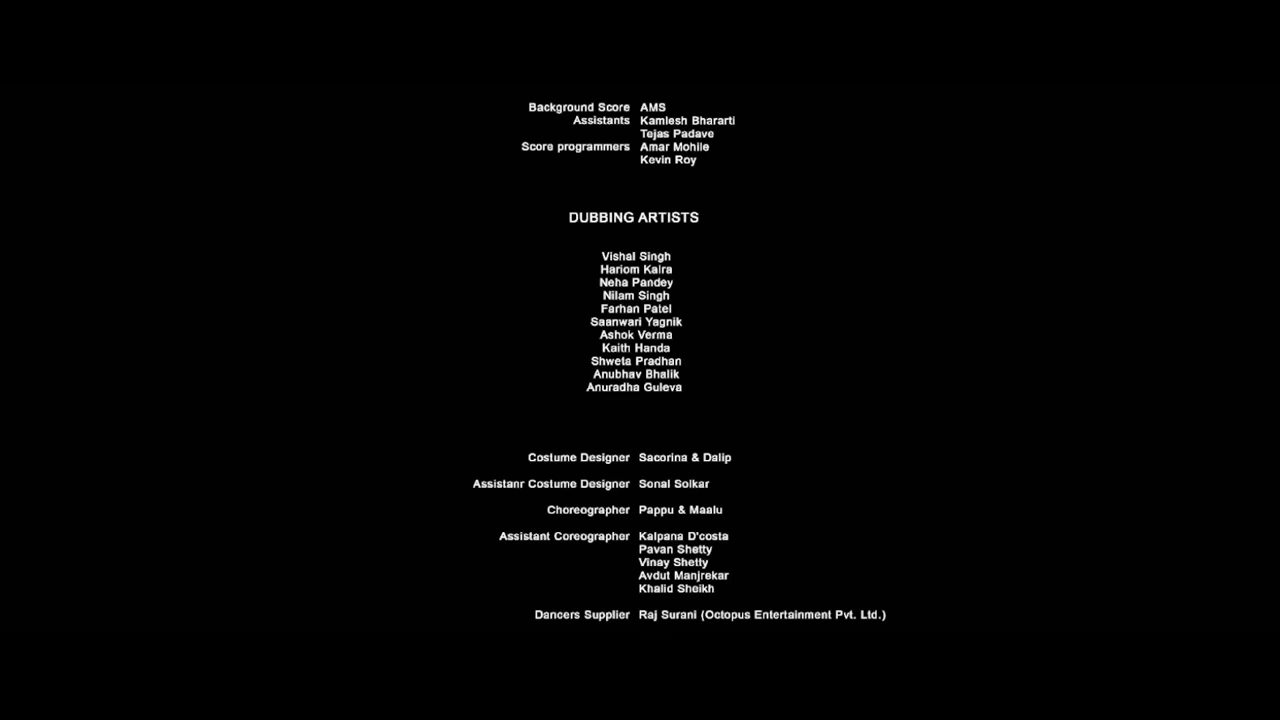 Background Score AMS
Assistants Kamlesh Bhararti
Tejas Padave
Score programmers Amar Mohile
Kevin Roy
DUBBING ARTISTS
Vishal Singh
Hariom Kalra
Neha Pandey
Nilam Singh
Farhan Patel
Saanwari Yagnik
Ashok Verma
Kaith Handa
Shweta Pradhan
Anubhav Bhalik
Anuradha Guleva
Costume Designer Sacorina & Dalip
Assistanr Costume Designer Sonal Solkar
Choreographer Pappu & Maalu
Assistant Coreographer Kalpana D'costa
Pavan Shetty
Vinay Shetty
Avdut Manjrekar
Khalid Sheikh
Dancers Supplier Raj Surani (Octopus Entertainment Pvt. Ltd.)